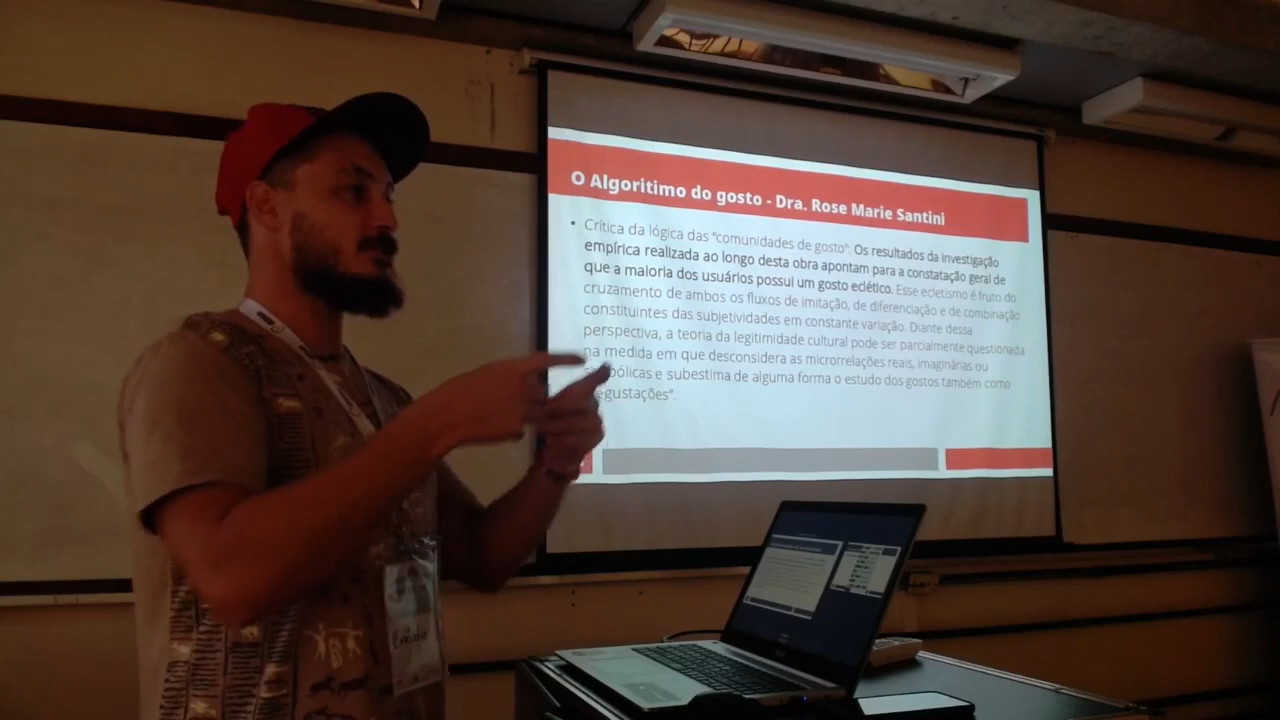 O Algoritimo do gosto - Dra. Rose Marie Santini
• Crítica da lógica das "comunidades de gosto": Os resultados da investigação
empírica realizada ao longo desta obra apontam para a constatação geral de
que a maioria dos usuários possui um gosto eclético. Esse ecletismo é fruto do
cruzamento de ambos os fluxos de imitação, de diferenciação e de combinação
constituintes das subjetividades em constante variação. Diante dessa
perspectiva, a teoria da legitimidade cultural pode ser parcialmente questionada
na medida em que desconsidera as microrrelações reais, imaginárias ou
e subestima de alguma forma o estudo dos gostos também como